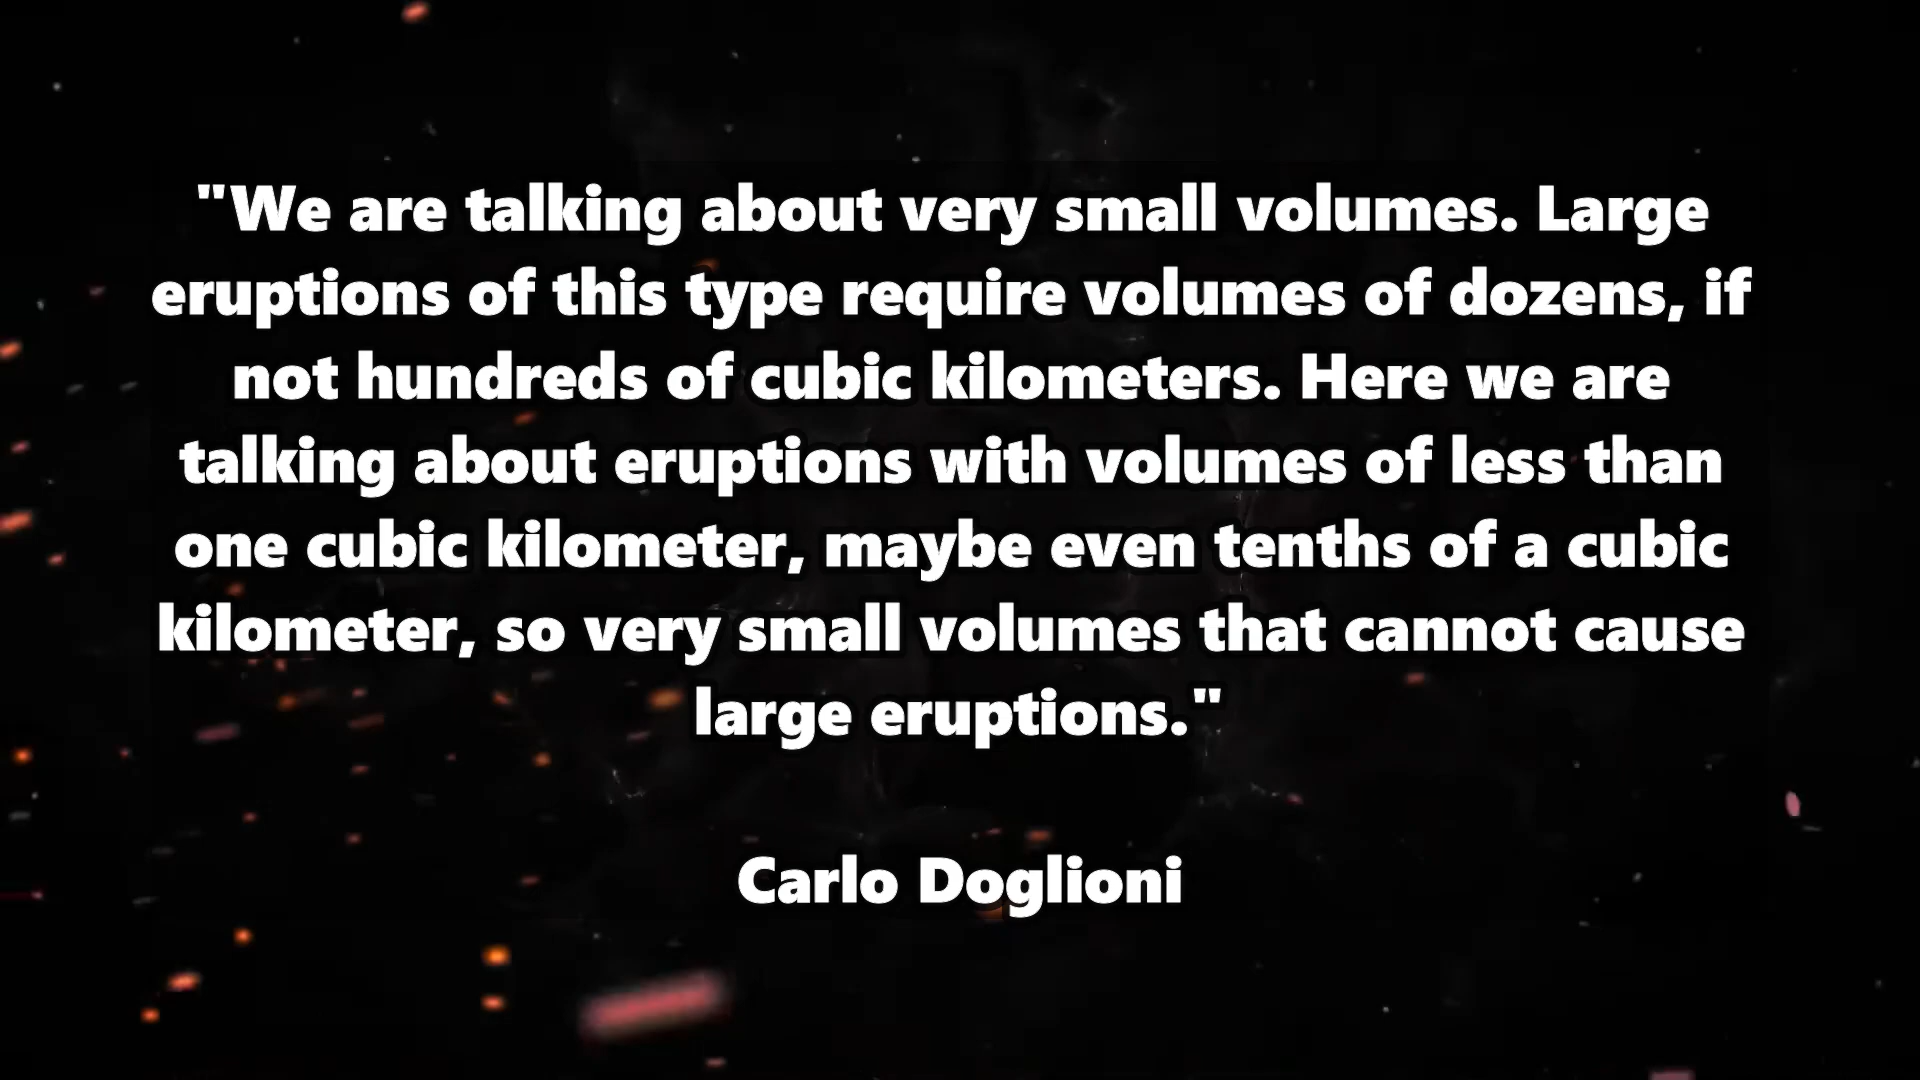 "We are talking about very small volumes. Large
eruptions of this type require volumes of dozens, if
not hundreds of cubic kilometers. Here we are
talking about eruptions with volumes of less than
one cubic kilometer, maybe even tenths of a cubic
kilometer, so very small volumes that cannot cause
large eruptions."
Carlo Doglioni